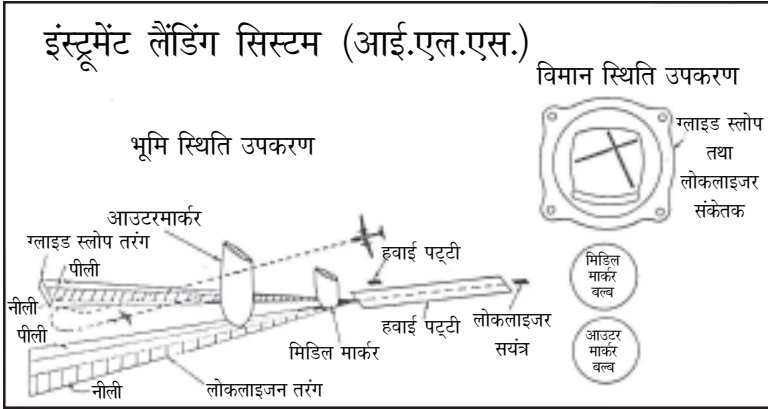 इंस्ट्रूमेंट लैंडिंग सिस्टम (आई.एल.एस.)
विमान स्थिति उपकरण
ग्लाइड स्लोप
तथा
लोकलाइजर
संकेतक
भूमि स्थिति उपकरण
आउटरमार्कर
ग्लाइड स्लोप तरंग
पीली
हवाई पट्टी
मिडिल
मार्कर
बल्ब
नीली
पीली
हवाई पट्टी
लोकलाइजर
सयंत्र
मिडिल मार्कर
आउटर
मार्कर
बल्ब
नीली
लोकलाइजन तरंग